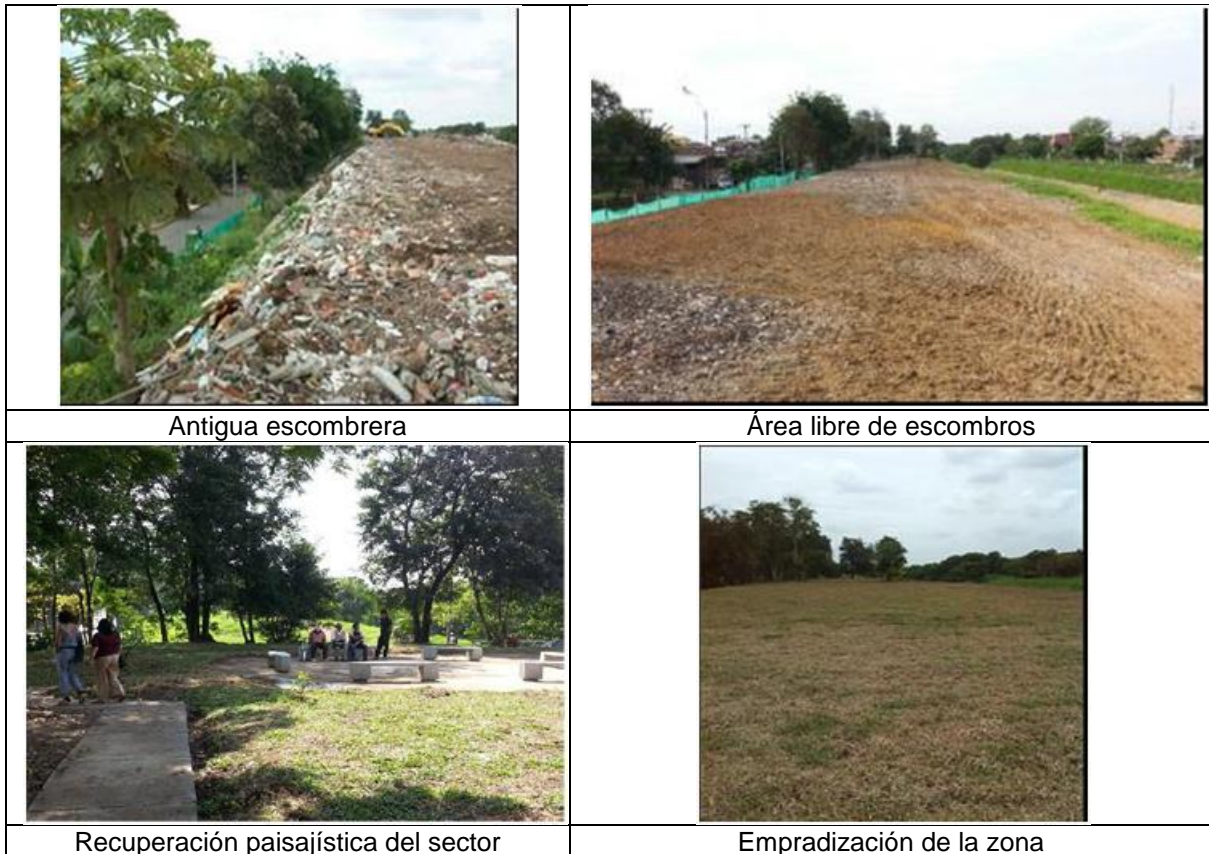 Antigua escombrera
Área libre de escombros
Recuperación paisajística del sector
Empradización de la zona